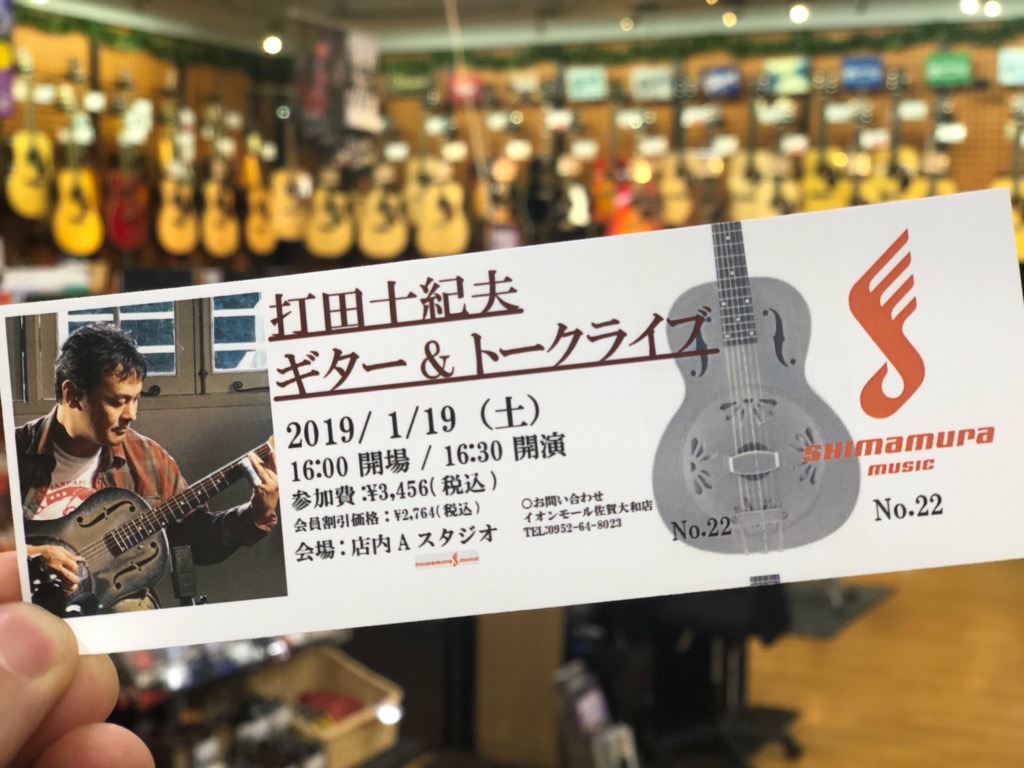 打田十紀夫
ギター & トークライブ
2019/ 1/19 (土)
16:00 開場 / 16:30 開演
参加費:¥3,456(税込)
会員割引価格:¥2,764(税込)
会場:店内 A スタジオ
○お問い合わせ
イオンモール佐賀大和店
TEL:0952-64-8023
No.22
SHIMAMURA
MUSIC
No.22